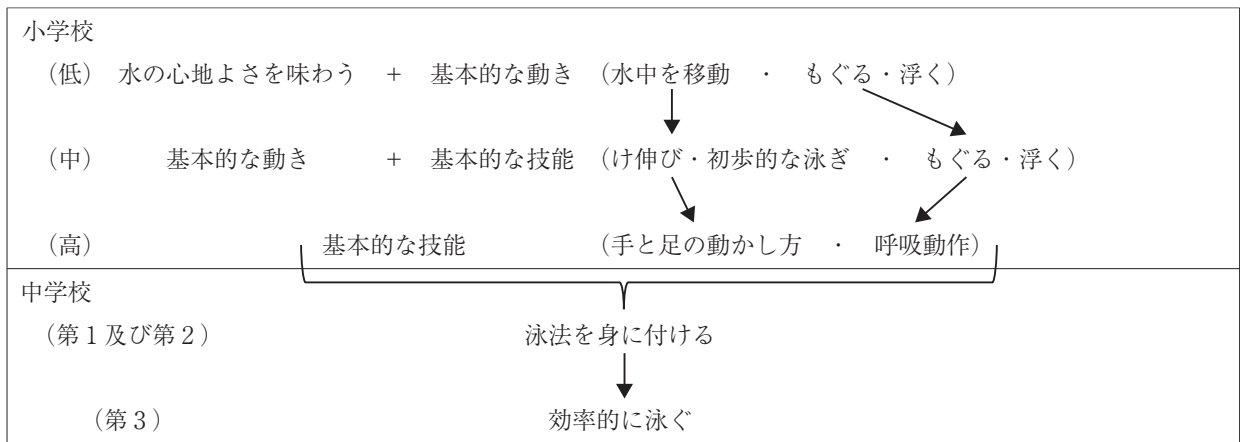 小学校
（低） 水の心地よさを味わう ＋ 基本的な動き （水中を移動 ・ もぐる・浮く）
（中） 基本的な動き ＋ 基本的な技能 （け伸び・初歩的な泳ぎ ・ もぐる・浮く）
（高） 基本的な技能 （手と足の動かし方 ・ 呼吸動作）
中学校
（第１及び第２） 泳法を身に付ける
（第３） 効率的に泳ぐ